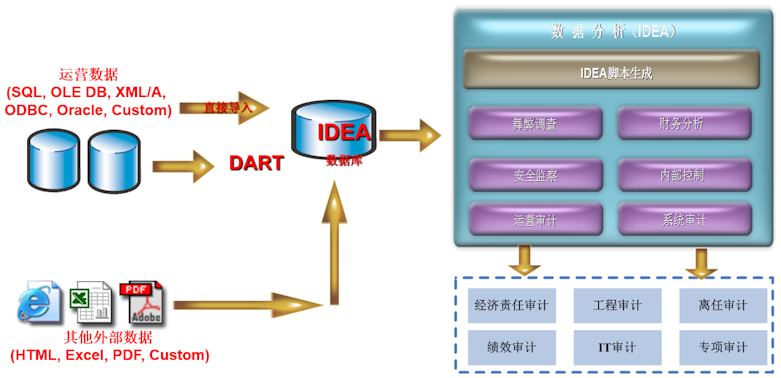 运营数据
(SQL, OLE DB, XML/A,
ODBC, Oracle, Custom)
直接导入
DART
IDEA
数据库
PDF
Adobe
其他外部数据
(HTML, Excel, PDF, Custom)
数 据 分 析（IDEA）
IDEA脚本生成
舞弊调查 财务分析
安全监察 内部控制
运营审计 系统审计
经济责任审计 工程审计 离任审计
绩效审计 IT审计 专项审计